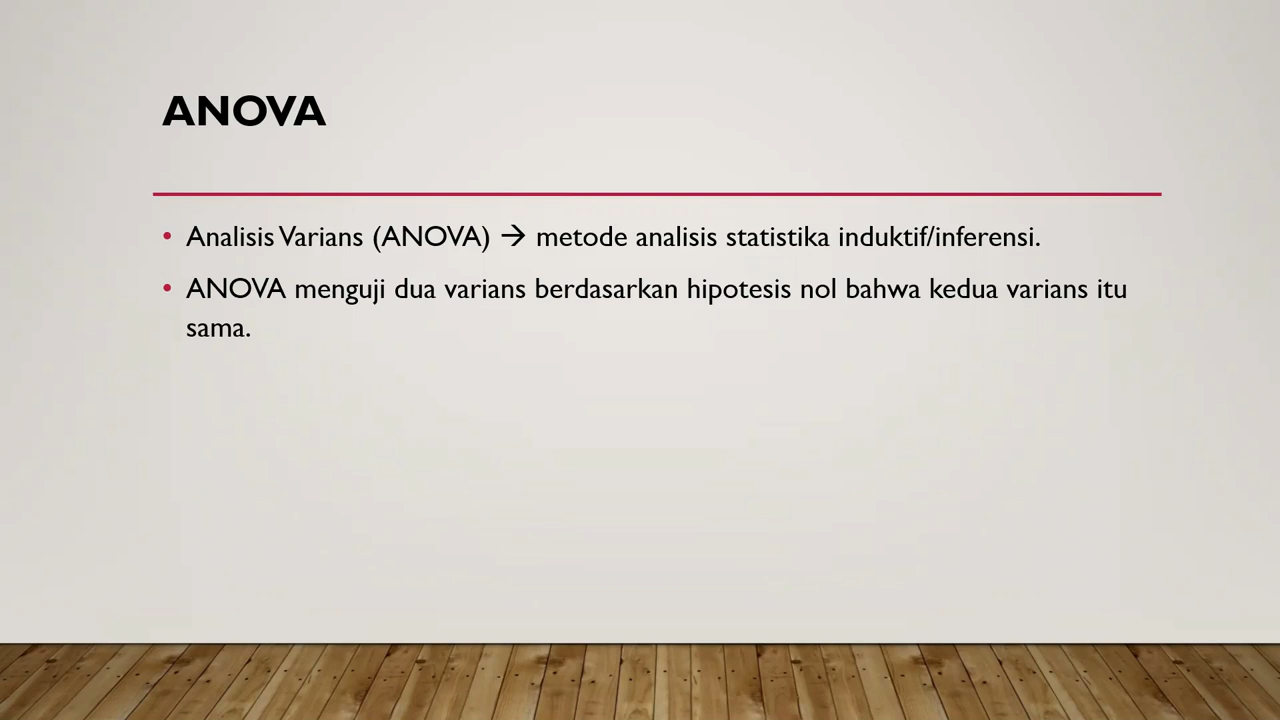 ANOVA
• Analisis Varians (ANOVA) → metode analisis statistika induktif/inferensi.
• ANOVA menguji dua varians berdasarkan hipotesis nol bahwa kedua varians itu
sama.